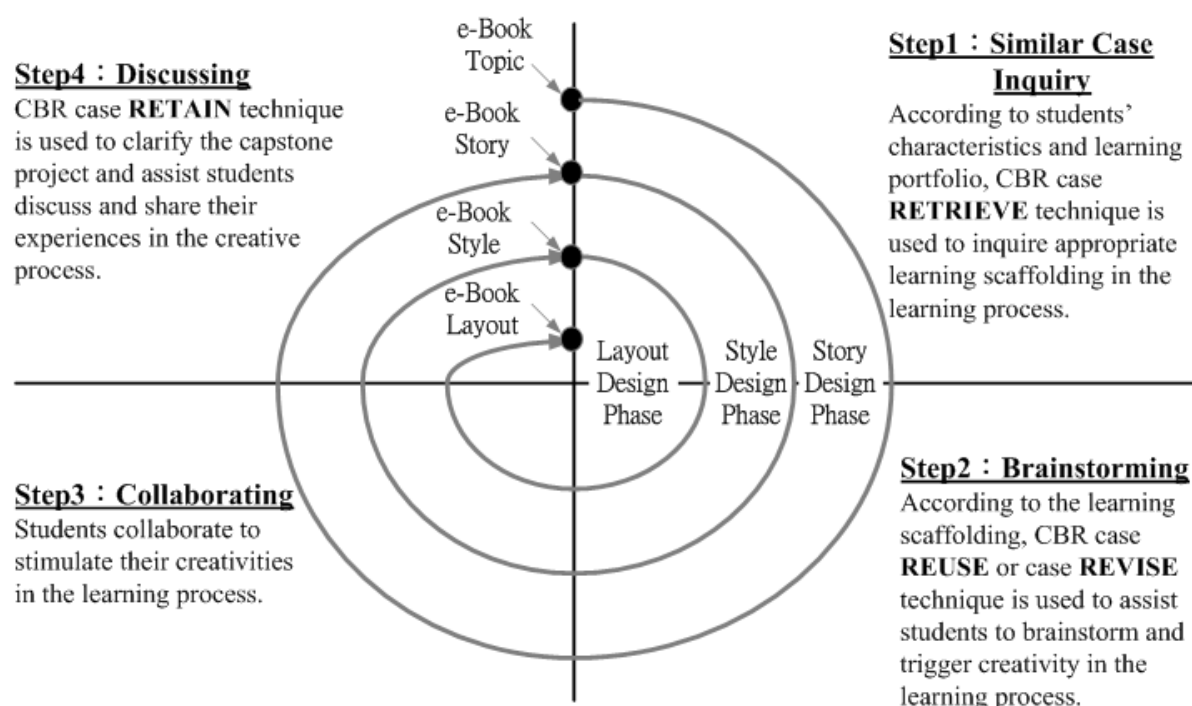 Step4：Discussing
CBR case RETAIN technique
is used to clarify the capstone
project and assist students
discuss and share their
experiences in the creative
process.
e-Book
Topic
e-Book
Story
e-Book
Style
e-Book
Layout
Step1：Similar Case
Inquiry
According to students’
characteristics and learning
portfolio, CBR case
RETRIEVE technique is
used to inquire appropriate
learning scaffolding in the
learning process.
Layout
Design
Phase
Style
Design
Phase
Story
Design
Phase
Step3：Collaborating
Students collaborate to
stimulate their creativities
in the learning process.
Step2：Brainstorming
According to the learning
scaffolding, CBR case
REUSE or case REVISE
technique is used to assist
students to brainstorm and
trigger creativity in the
learning process.